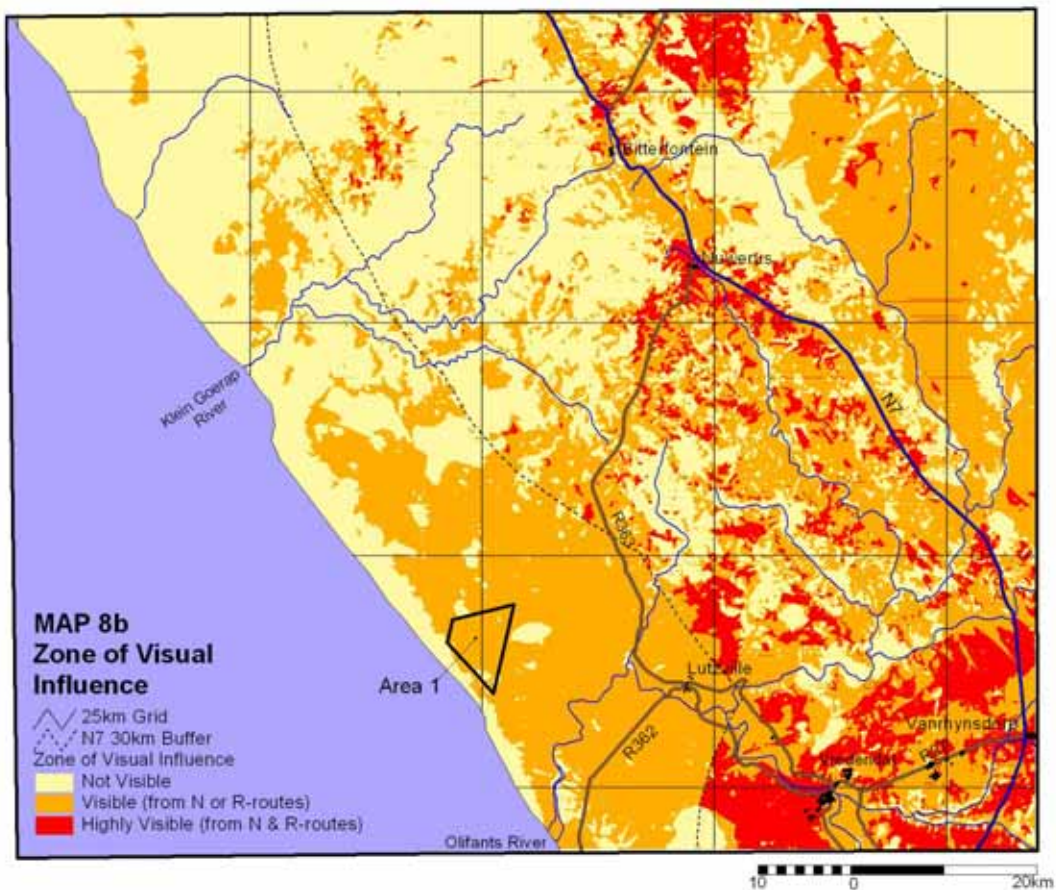 Bitterfontein
Nuwerus
Klein Goerap
River
N7
R363
MAP 8b
Zone of Visual
Influence
Area 1
25km Grid
N7 30km Buffer
Zone of Visual Influence
Not Visible
Visible (from N or R-routes)
Highly Visible (from N & R-routes)
Lutzville
R362
Vanrhynsdorp
Vredendal
Olifants River
10
0
20km